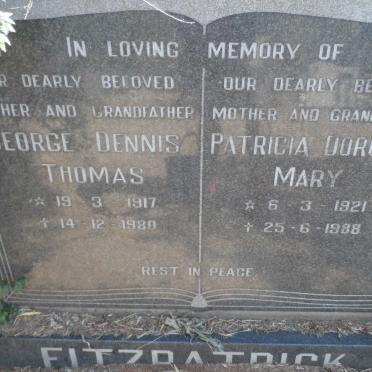 IN LOVING MEMORY OF
DEARLY BELOVED
AND GRANDFATHER
GEORGE DENNIS
THOMAS
☆ 19-3-1917
† 14-12-1980
OUR DEARLY
MOTHER AND
PATRICIA
MARY
☆ 6-3-1921
† 25-6-1988
REST IN PEACE
FITZPATRICK